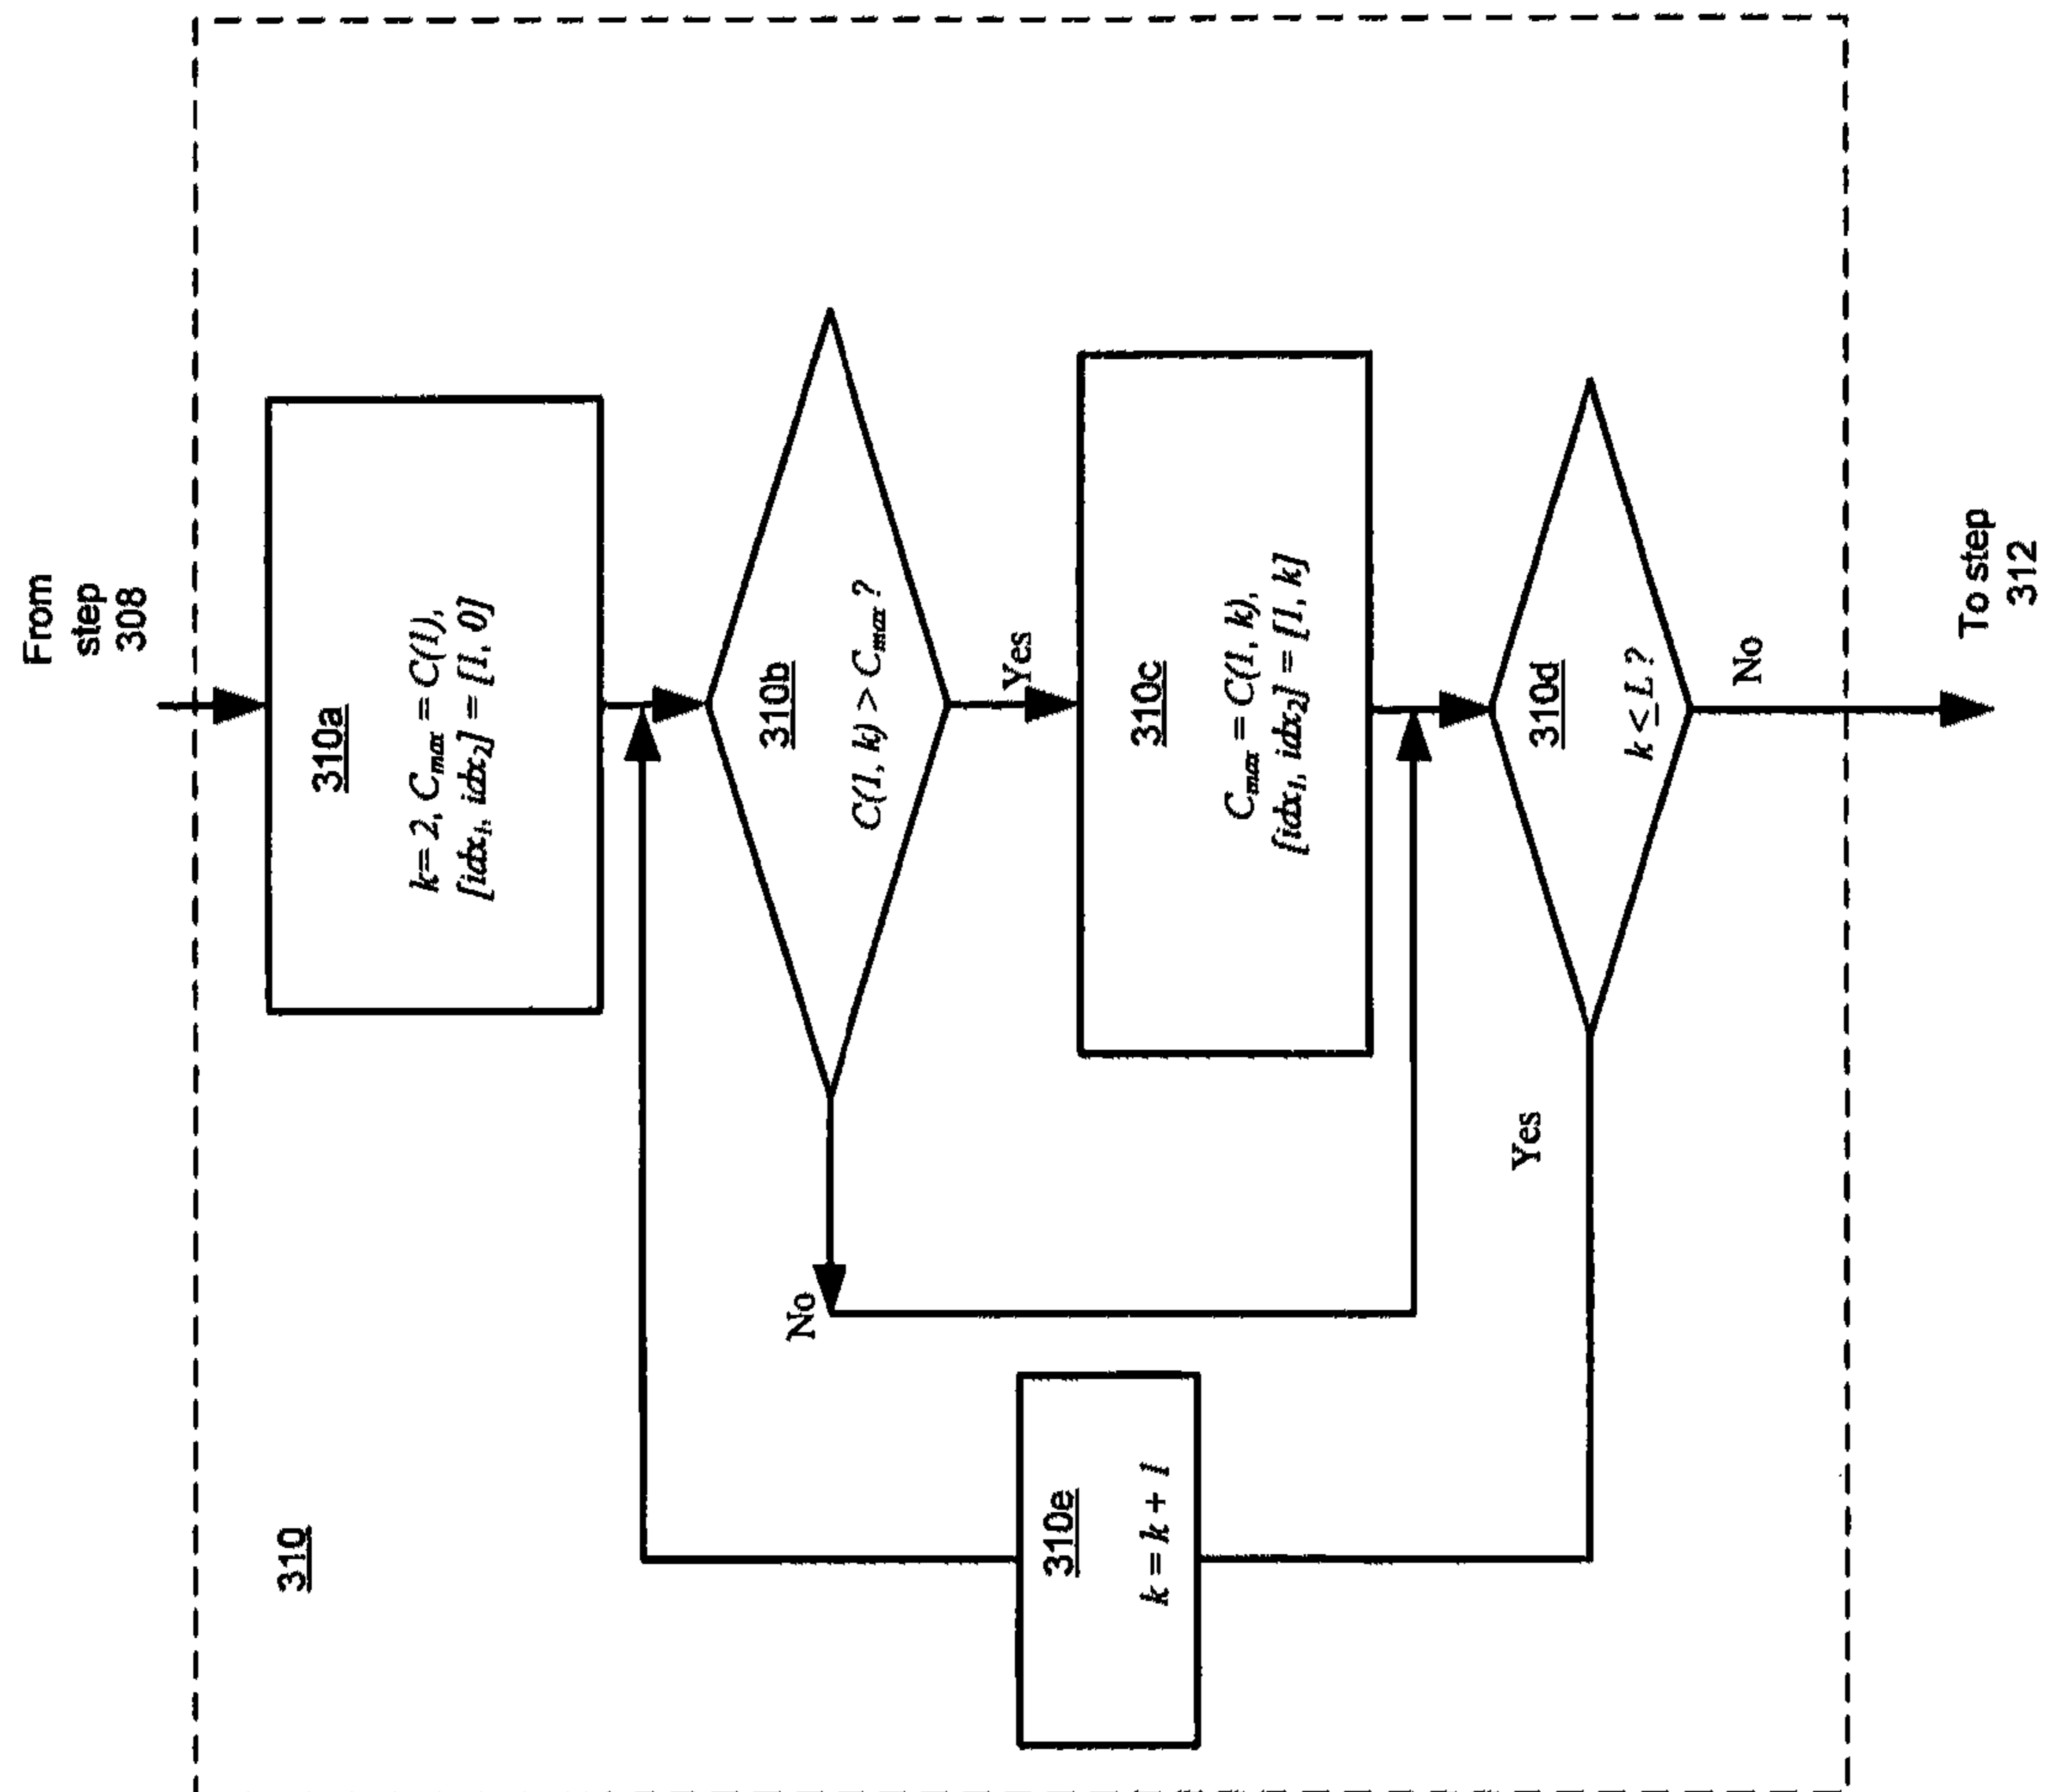 From
step
308
310
310a
k = 2, Cmax = C(1),
[idx1, idx2] = [1, 0]
310b
C(1, k) > Cmax ?
Yes
No
310c
Cmax = C(1, k),
[idx1, idx2] = [1, k]
310d
k ≤ L ?
Yes
No
310e
k = k + 1
To step
312